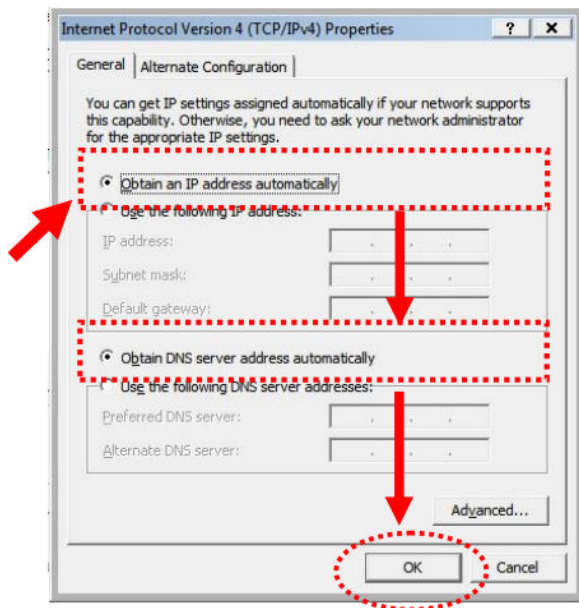 Internet Protocol Version 4 (TCP/IPv4) Properties
General
Alternate Configuration
You can get IP settings assigned automatically if your network supports
this capability. Otherwise, you need to ask your network administrator
for the appropriate IP settings.
Obtain an IP address automatically
Use the following IP address:
IP address:
Subnet mask:
Default gateway:
Obtain DNS server address automatically
Use the following DNS server addresses:
Preferred DNS server:
Alternate DNS server:
Advanced...
OK
Cancel